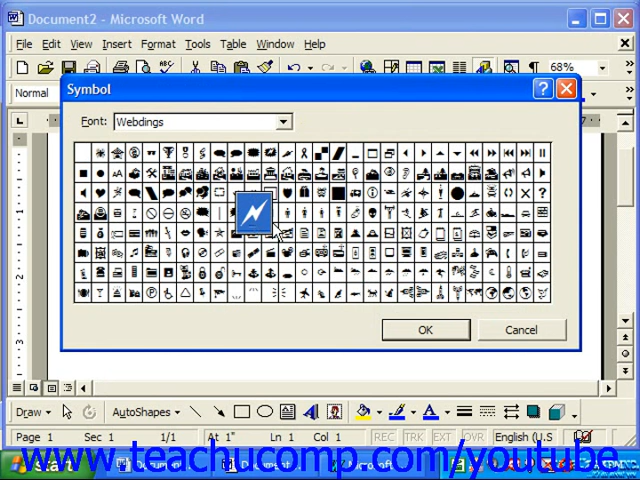 Document2 - Microsoft Word
File Edit View Insert Format Tools Table Window Help
68%
Normal
Symbol
Font: Webdings
OK Cancel
Draw AutoShapes
Page 1 Sec 1 1/1 At 1" Ln 1 Col 1 REC TRK EXT OVR English (U.S
www.teachucomp.com/youtube